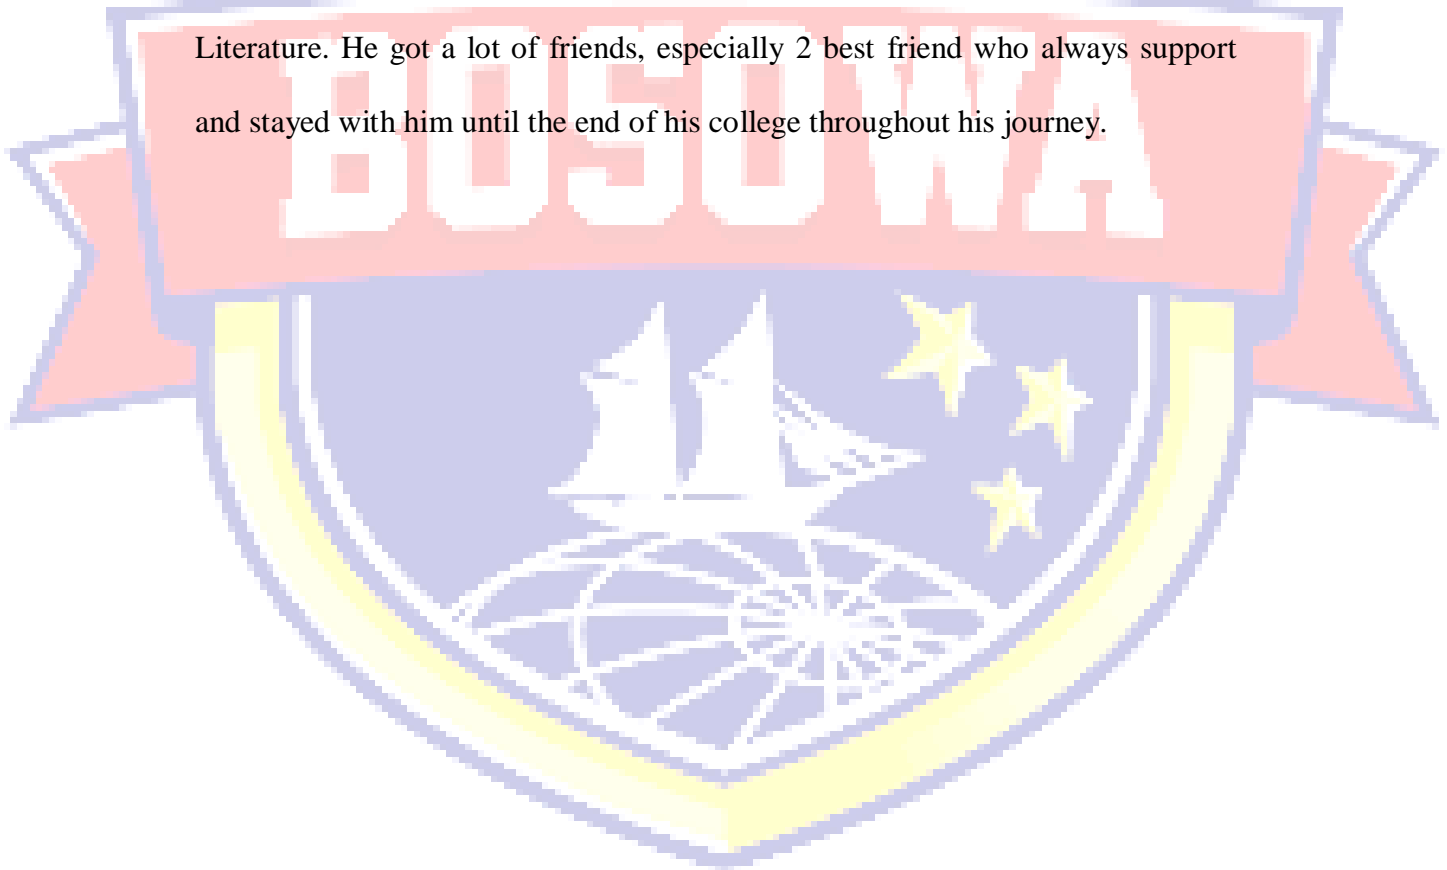 Literature. He got a lot of friends, especially 2 best friend who always support
and stayed with him until the end of his college throughout his journey.
BOSOWA